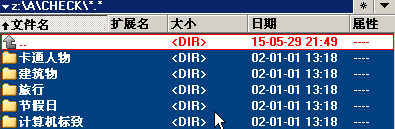 z:\A\CHECK\*.* * ▼
↑文件名 扩展名 大小 日期 属性
.. <DIR> 15-05-29 21:49 ----
卡通人物 <DIR> 02-01-01 13:18 ----
建筑物 <DIR> 02-01-01 13:18 ----
旅行 <DIR> 02-01-01 13:18 ----
节假日 <DIR> 02-01-01 13:18 ----
计算机标致 <DIR> 02-01-01 13:18 ----